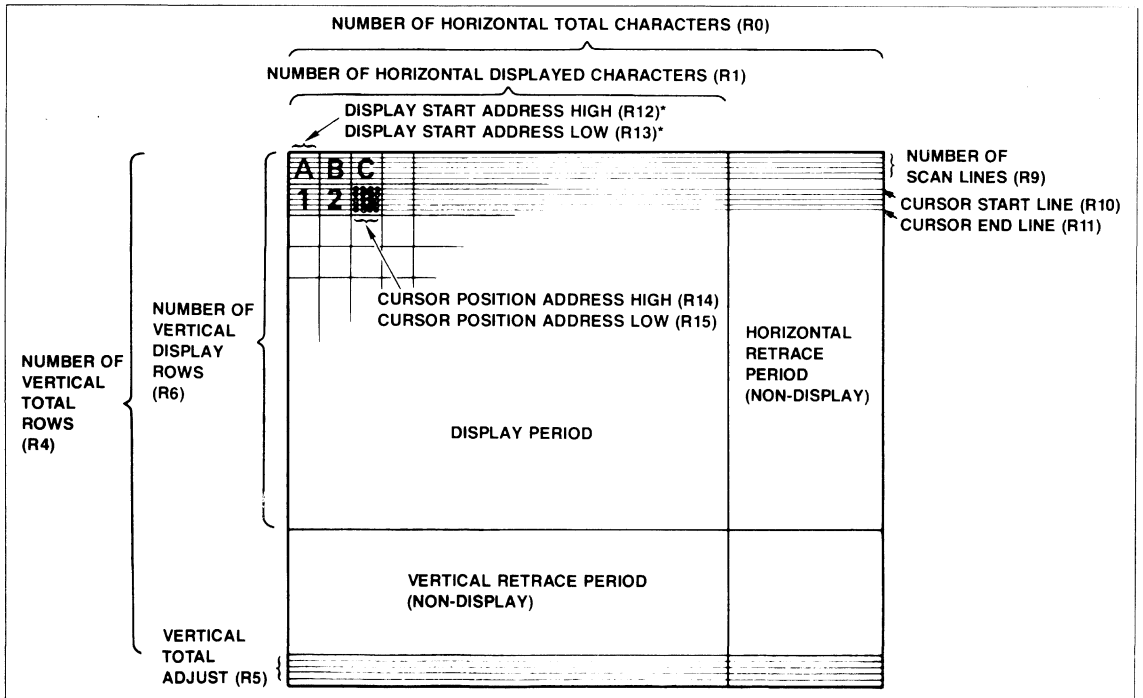 NUMBER OF HORIZONTAL TOTAL CHARACTERS (R0)
NUMBER OF HORIZONTAL DISPLAYED CHARACTERS (R1)
DISPLAY START ADDRESS HIGH (R12)*
DISPLAY START ADDRESS LOW (R13)*
A B C
1 2
NUMBER OF
SCAN LINES (R9)
CURSOR START LINE (R10)
CURSOR END LINE (R11)
CURSOR POSITION ADDRESS HIGH (R14)
CURSOR POSITION ADDRESS LOW (R15)
NUMBER OF
VERTICAL
DISPLAY
ROWS
(R6)
NUMBER OF
VERTICAL
TOTAL
ROWS
(R4)
HORIZONTAL
RETRACE
PERIOD
(NON-DISPLAY)
DISPLAY PERIOD
VERTICAL RETRACE PERIOD
(NON-DISPLAY)
VERTICAL
TOTAL
ADJUST (R5)